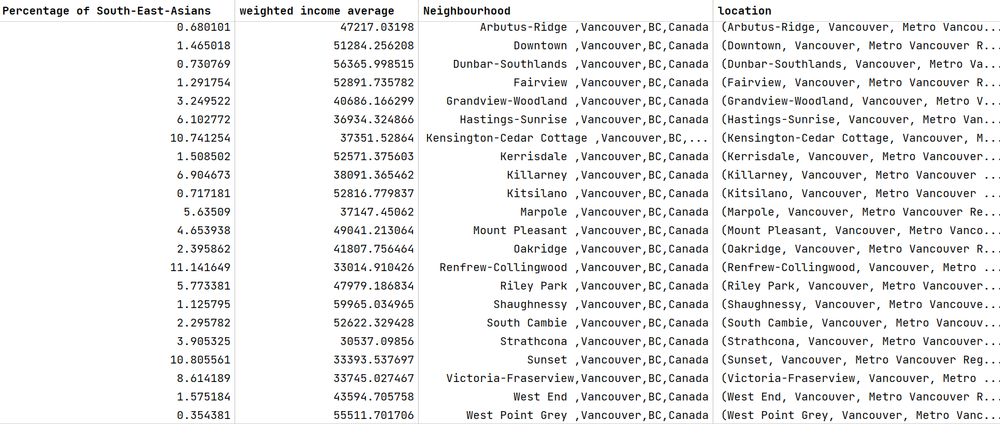 Percentage of South-East-Asians weighted income average Neighbourhood location
0.680101 47217.03198 Arbutus-Ridge ,Vancouver,BC,Canada (Arbutus-Ridge, Vancouver, Metro Vancou...
1.465018 51284.256208 Downtown ,Vancouver,BC,Canada (Downtown, Vancouver, Metro Vancouver R...
0.730769 56365.998515 Dunbar-Southlands ,Vancouver,BC,Canada (Dunbar-Southlands, Vancouver, Metro Va...
1.291754 52891.735782 Fairview ,Vancouver,BC,Canada (Fairview, Vancouver, Metro Vancouver R...
3.249522 40686.166299 Grandview-Woodland ,Vancouver,BC,Canada (Grandview-Woodland, Vancouver, Metro V...
6.102772 36934.324866 Hastings-Sunrise ,Vancouver,BC,Canada (Hastings-Sunrise, Vancouver, Metro Van...
10.741254 37351.52864 Kensington-Cedar Cottage ,Vancouver,BC,... (Kensington-Cedar Cottage, Vancouver, M...
1.508502 52571.375603 Kerrisdale ,Vancouver,BC,Canada (Kerrisdale, Vancouver, Metro Vancouver...
6.904673 38091.365462 Killarney ,Vancouver,BC,Canada (Killarney, Vancouver, Metro Vancouver ...
0.717181 52816.779837 Kitsilano ,Vancouver,BC,Canada (Kitsilano, Vancouver, Metro Vancouver ...
5.63509 37147.45062 Marpole ,Vancouver,BC,Canada (Marpole, Vancouver, Metro Vancouver Re...
4.653938 49041.213064 Mount Pleasant ,Vancouver,BC,Canada (Mount Pleasant, Vancouver, Metro Vanco...
2.395862 41807.756464 Oakridge ,Vancouver,BC,Canada (Oakridge, Vancouver, Metro Vancouver R...
11.141649 33014.910426 Renfrew-Collingwood ,Vancouver,BC,Canada (Renfrew-Collingwood, Vancouver, Metro ...
5.773381 47979.186834 Riley Park ,Vancouver,BC,Canada (Riley Park, Vancouver, Metro Vancouver...
1.125795 59965.034965 Shaughnessy ,Vancouver,BC,Canada (Shaughnessy, Vancouver, Metro Vancouve...
2.295782 52622.329428 South Cambie ,Vancouver,BC,Canada (South Cambie, Vancouver, Metro Vancouv...
3.905325 30537.09856 Strathcona ,Vancouver,BC,Canada (Strathcona, Vancouver, Metro Vancouver...
10.805561 33393.537697 Sunset ,Vancouver,BC,Canada (Sunset, Vancouver, Metro Vancouver Reg...
8.614189 33745.027467 Victoria-Fraserview,Vancouver,BC,Canada (Victoria-Fraserview, Vancouver, Metro ...
1.575184 43594.705758 West End ,Vancouver,BC,Canada (West End, Vancouver, Metro Vancouver R...
0.354381 55511.701706 West Point Grey ,Vancouver,BC,Canada (West Point Grey, Vancouver, Metro Vanc...